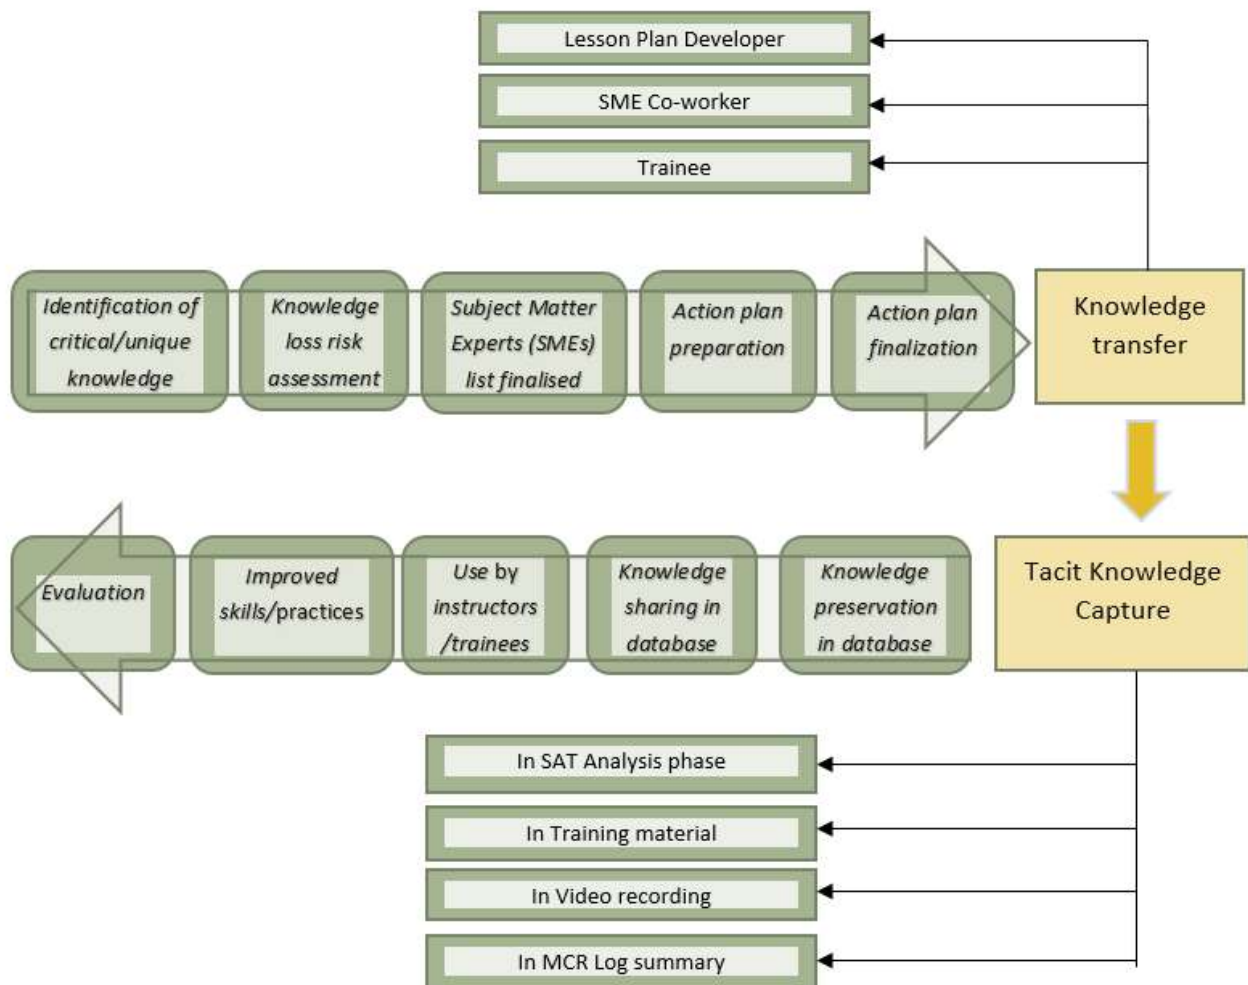 Lesson Plan Developer
SME Co-worker
Trainee
Identification of
critical/unique
knowledge
Knowledge
loss risk
assessment
Subject Matter
Experts (SMEs)
list finalised
Action plan
preparation
Action plan
finalization
Knowledge
transfer
Evaluation
Improved
skills/practices
Use by
instructors
/trainees
Knowledge
sharing in
database
Knowledge
preservation
in database
Tacit Knowledge
Capture
In SAT Analysis phase
In Training material
In Video recording
In MCR Log summary